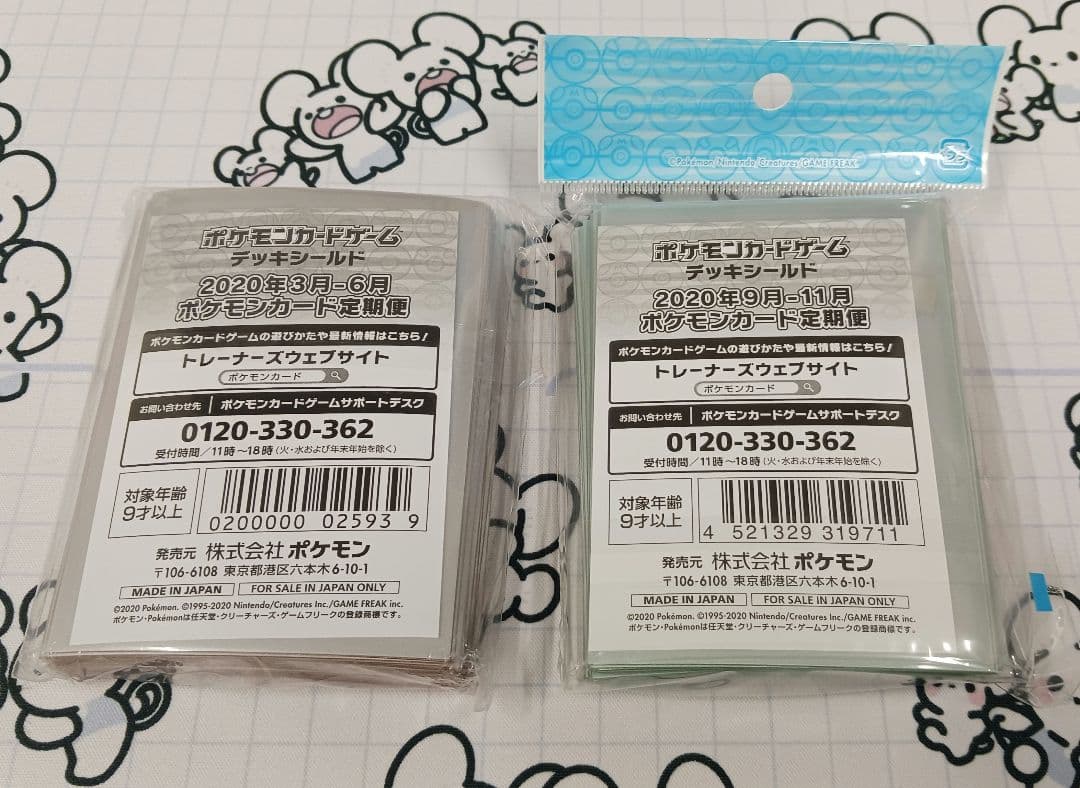 ポケモンカードゲーム
デッキシールド
2020年3月-6月
ポケモンカード定期便
ポケモンカードゲームの遊びかたや最新情報はこちら!
トレーナーズウェブサイト
ポケモンカード
お問い合わせ先 ポケモンカードゲームサポートデスク
0120-330-362
受付時間/11時~18時(火・水および年末年始を除く)
対象年齢
9才以上
0200000 02593 9
発売元 株式会社 ポケモン
〒106-6108 東京都港区六本木6-10-1
MADE IN JAPAN FOR SALE IN JAPAN ONLY
©2020 Pokémon. ©1995-2020 Nintendo/Creatures Inc./GAME FREAK inc.
ポケモン・Pokémonは任天堂・クリーチャーズ・ゲームフリークの登録商標です。
©Pokémon/Nintendo/Creatures/GAME FREAK
プラ
ポケモンカードゲーム
デッキシールド
2020年9月-11月
ポケモンカード定期便
ポケモンカードゲームの遊びかたや最新情報はこちら!
トレーナーズウェブサイト
ポケモンカード
お問い合わせ先 ポケモンカードゲームサポートデスク
0120-330-362
受付時間/11時~18時(火・水および年末年始を除く)
対象年齢
9才以上
4 521329 319711
発売元 株式会社 ポケモン
〒106-6108 東京都港区六本木6-10-1
MADE IN JAPAN FOR SALE IN JAPAN ONLY
©2020 Pokémon. ©1995-2020 Nintendo/Creatures Inc./GAME FREAK inc.
ポケモン・Pokémonは任天堂・クリーチャーズ・ゲームフリークの登録商標です。